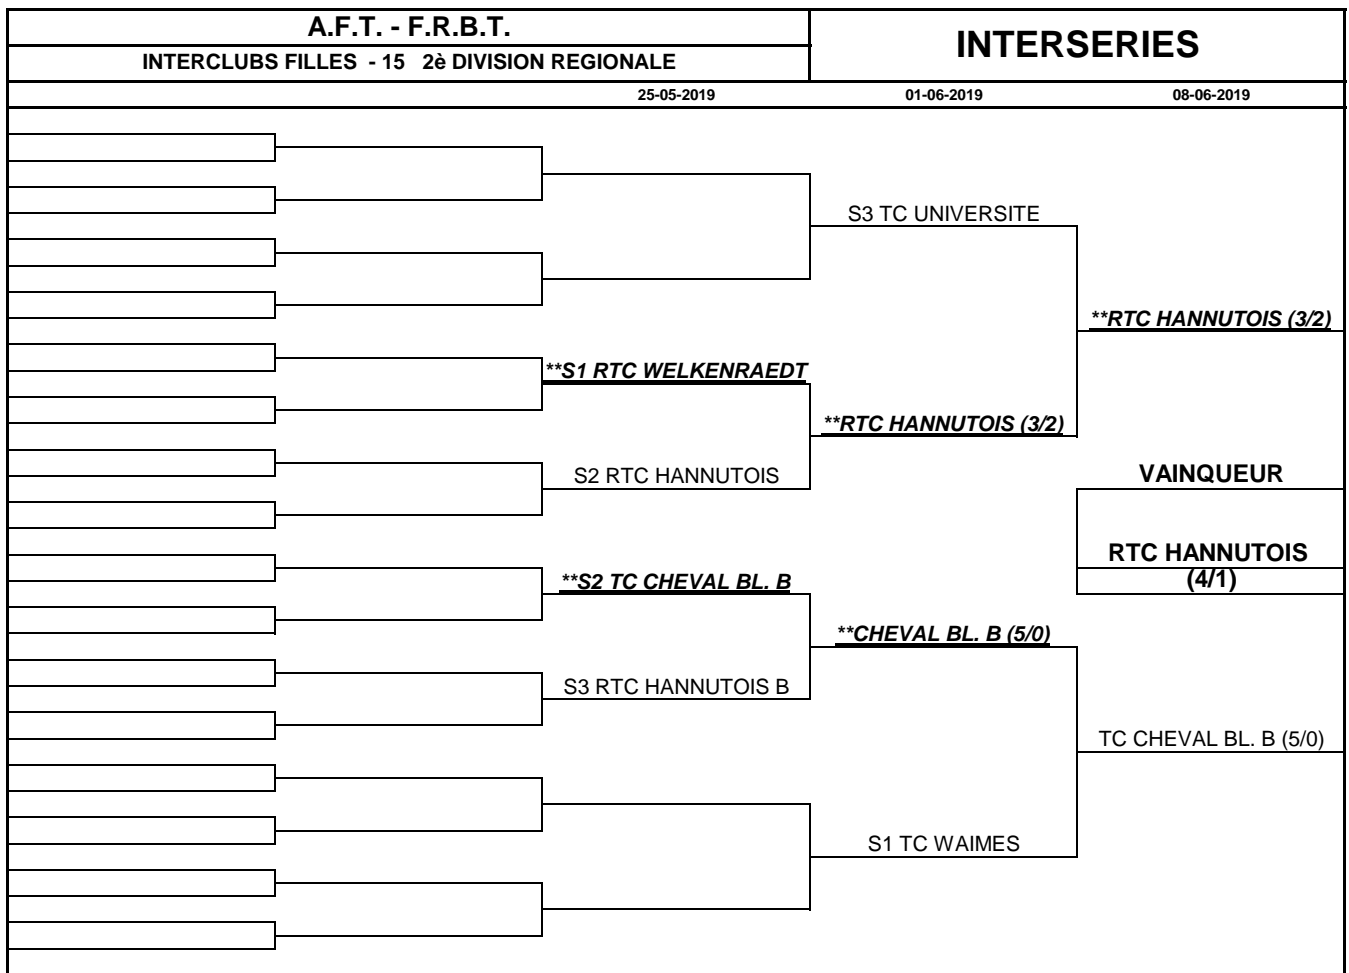 A.F.T. - F.R.B.T.
INTERSERIES
INTERCLUBS FILLES - 15 2è DIVISION REGIONALE
25-05-2019 01-06-2019 08-06-2019
S3 TC UNIVERSITE
**RTC HANNUTOIS (3/2)
**S1 RTC WELKENRAEDT
**RTC HANNUTOIS (3/2)
S2 RTC HANNUTOIS
VAINQUEUR
RTC HANNUTOIS
(4/1)
**S2 TC CHEVAL BL. B
**CHEVAL BL. B (5/0)
S3 RTC HANNUTOIS B
TC CHEVAL BL. B (5/0)
S1 TC WAIMES